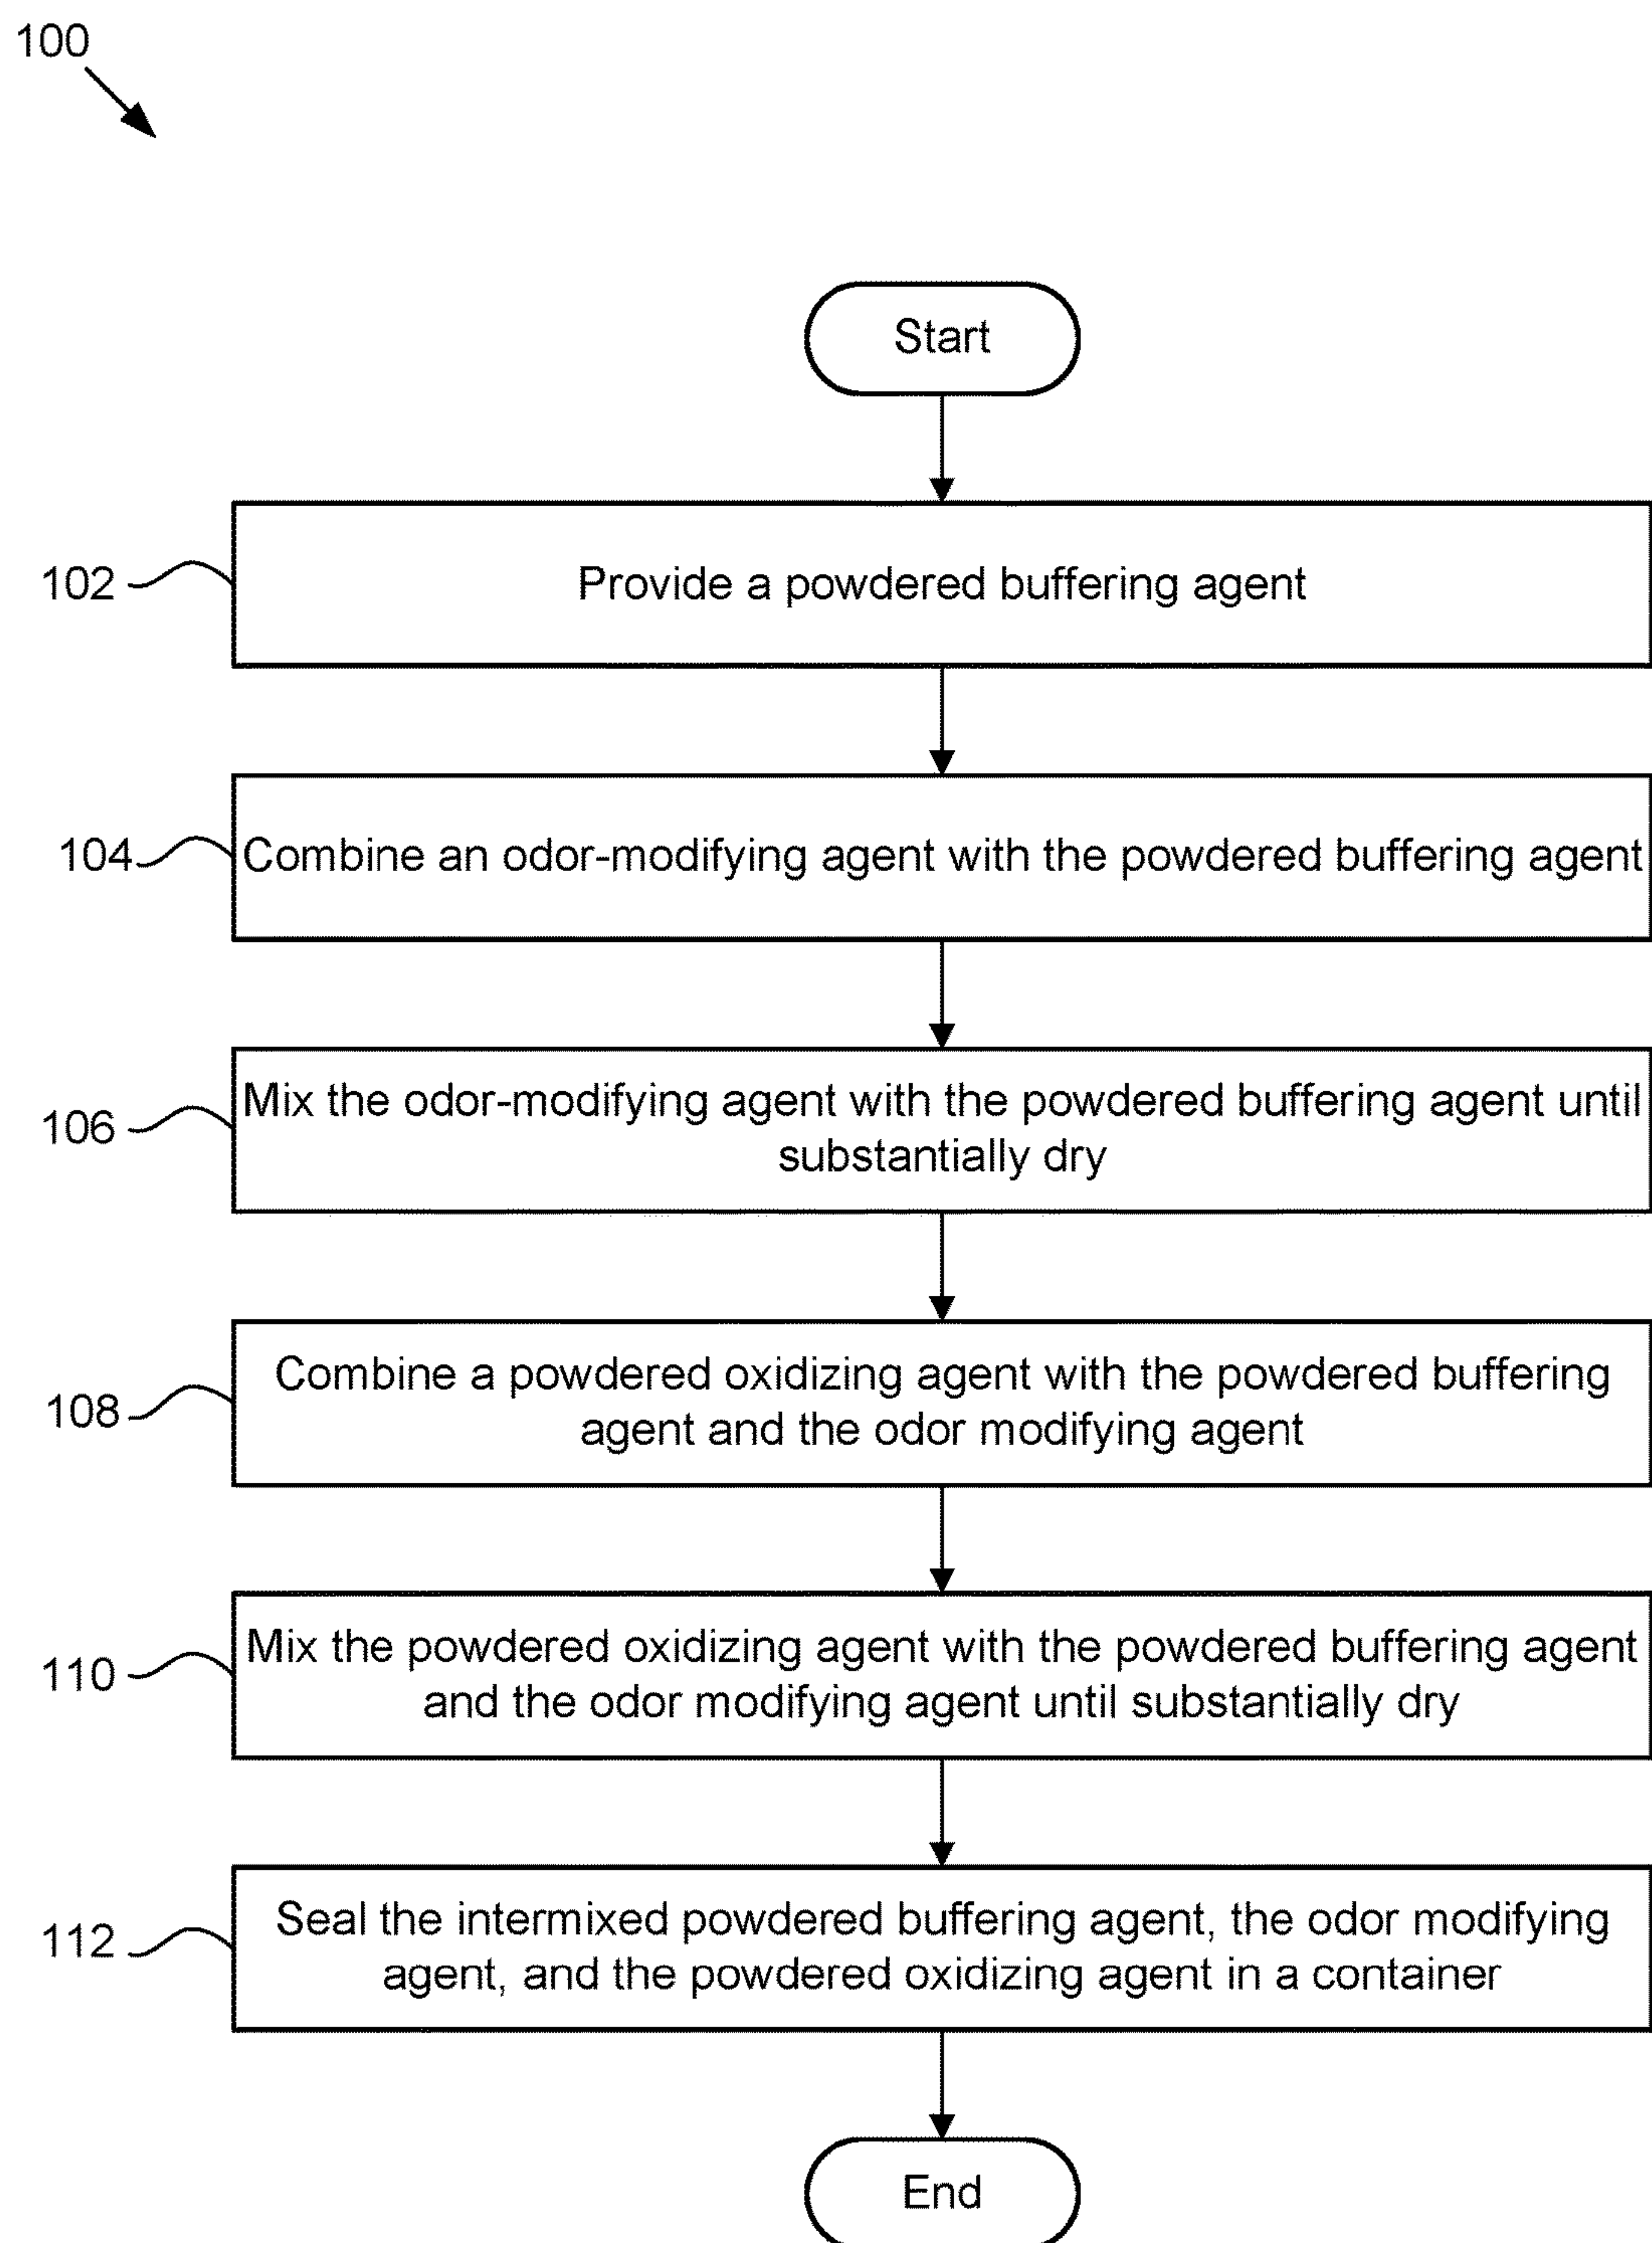 100
Start
102
Provide a powdered buffering agent
104
Combine an odor-modifying agent with the powdered buffering agent
106
Mix the odor-modifying agent with the powdered buffering agent until
substantially dry
108
Combine a powdered oxidizing agent with the powdered buffering
agent and the odor modifying agent
110
Mix the powdered oxidizing agent with the powdered buffering agent
and the odor modifying agent until substantially dry
112
Seal the intermixed powdered buffering agent, the odor modifying
agent, and the powdered oxidizing agent in a container
End